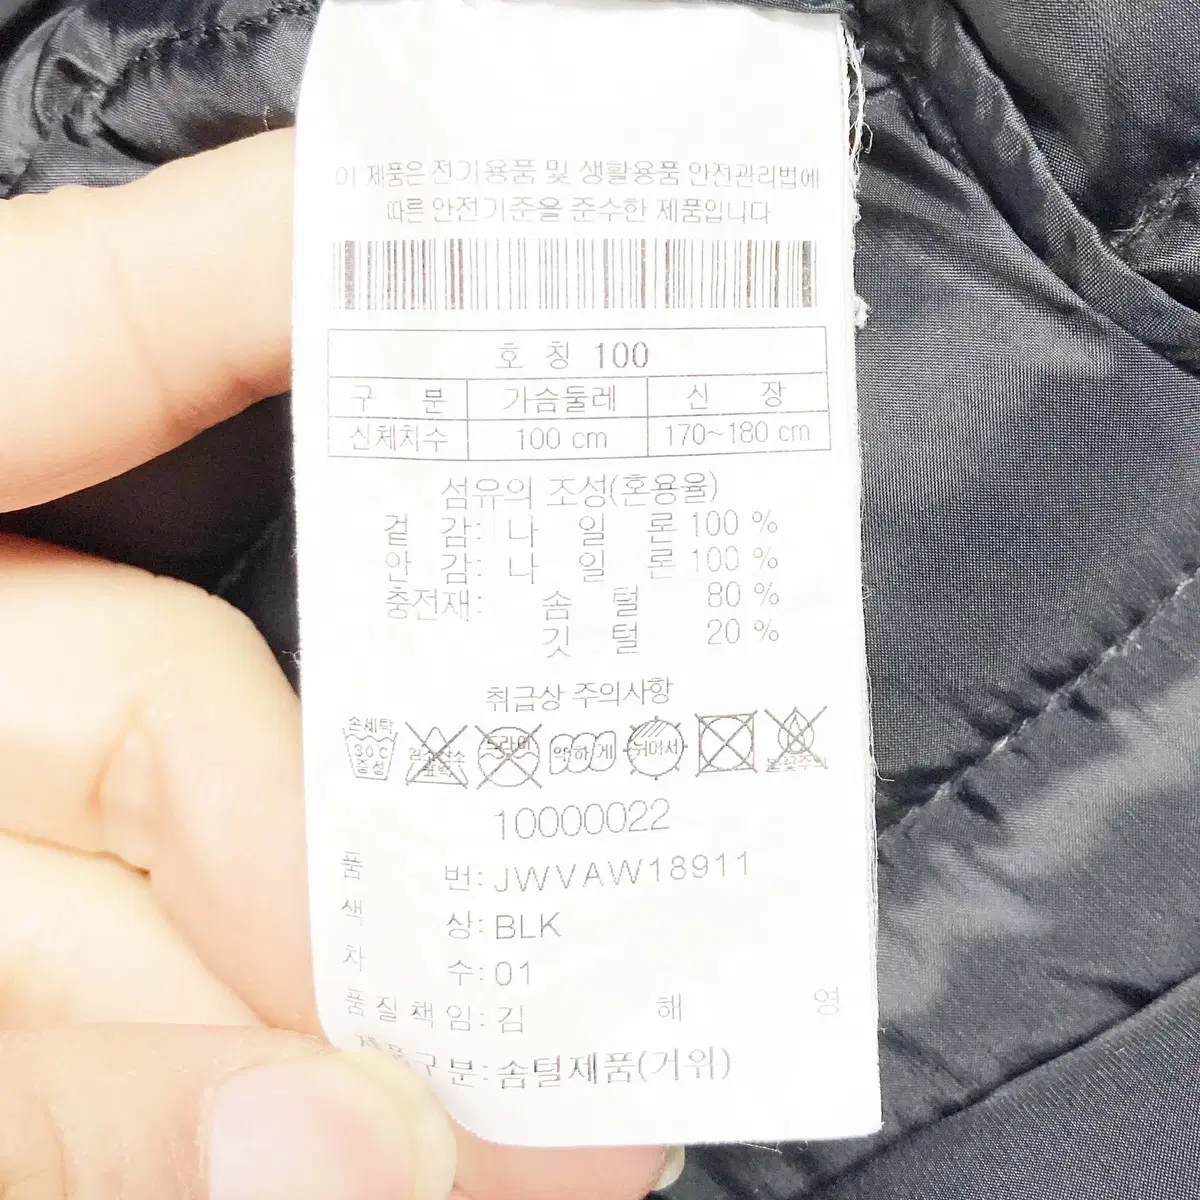 이 제품은 전기용품 및 생활용품 안전관리법에
따른 안전기준을 준수한 제품입니다
호 칭 100
구 분 가슴둘레 신 장
신체치수 100 cm 170~180 cm
섬유의 조성(혼용율)
겉 감: 나 일 론 100 %
안 감: 나 일 론 100 %
충전재: 솜 털 80 %
깃 털 20 %
취급상 주의사항
손세탁
30℃
중성
드라이
약하게
뉘어서
10000022
품 번: JWVAW18911
색 상: BLK
차 수: 01
품질책임: 김 해 영
제품구분: 솜털제품(거위)